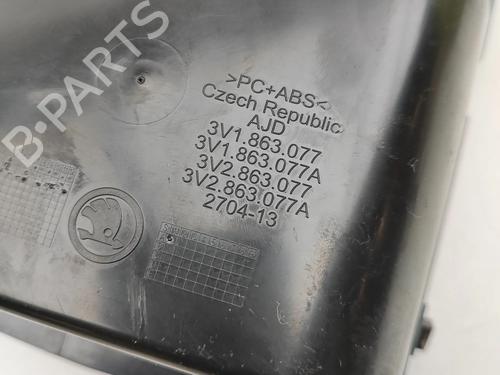 B-PARTS
>PC+ABS<
Czech Republic
AJD
3V1.863.077
3V1.863.077A
3V2.863.077
3V2.863.077A
2704-13